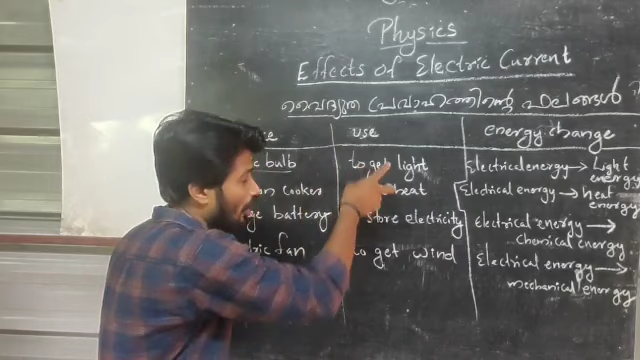 Physics
Effects of Electric Current
വൈദ്യുത പ്രവാഹത്തിന്റെ ഫലങ്ങൾ
use energy change
bulb to get light Electrical energy → Light energy
cooker heat Electrical energy → heat energy
battery store electricity electrical energy → chemical energy
fan to get wind Electrical energy → mechanical energy